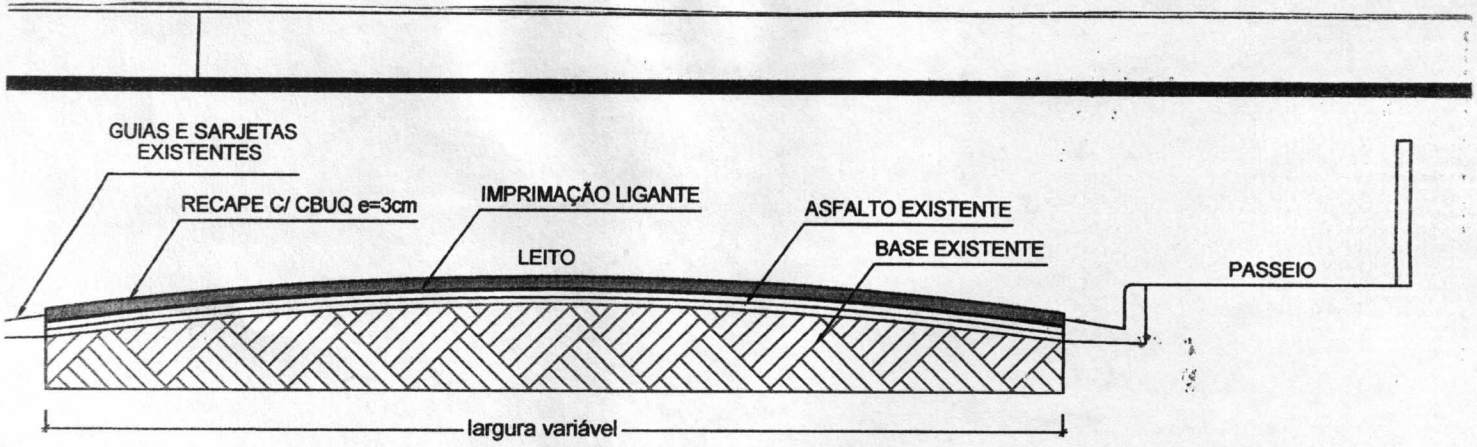 GUIAS E SARJETAS
EXISTENTES
RECAPE C/ CBUQ e=3cm
IMPRIMAÇÃO LIGANTE
ASFALTO EXISTENTE
LEITO
BASE EXISTENTE
PASSEIO
largura variável